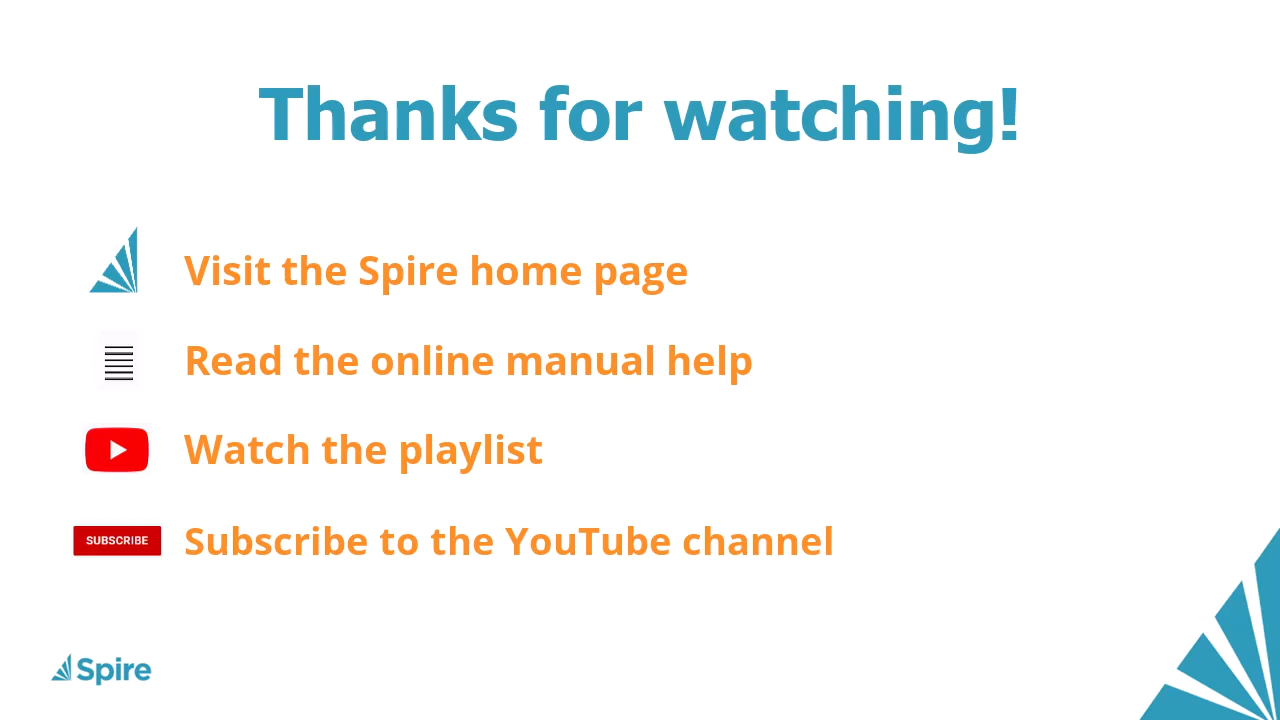 Thanks for watching!
Visit the Spire home page
Read the online manual help
Watch the playlist
SUBSCRIBE Subscribe to the YouTube channel
Spire